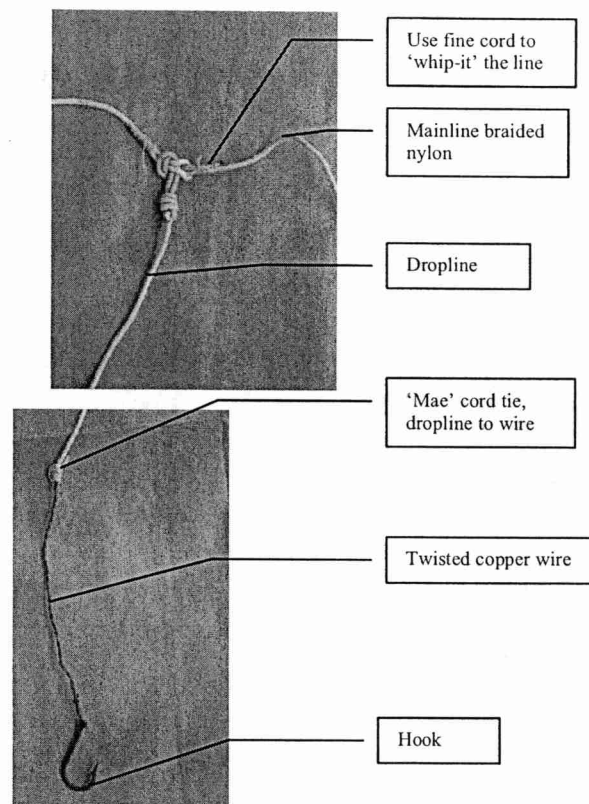 Use fine cord to
‘whip-it’ the line
Mainline braided
nylon
Dropline
‘Mae’ cord tie,
dropline to wire
Twisted copper wire
Hook